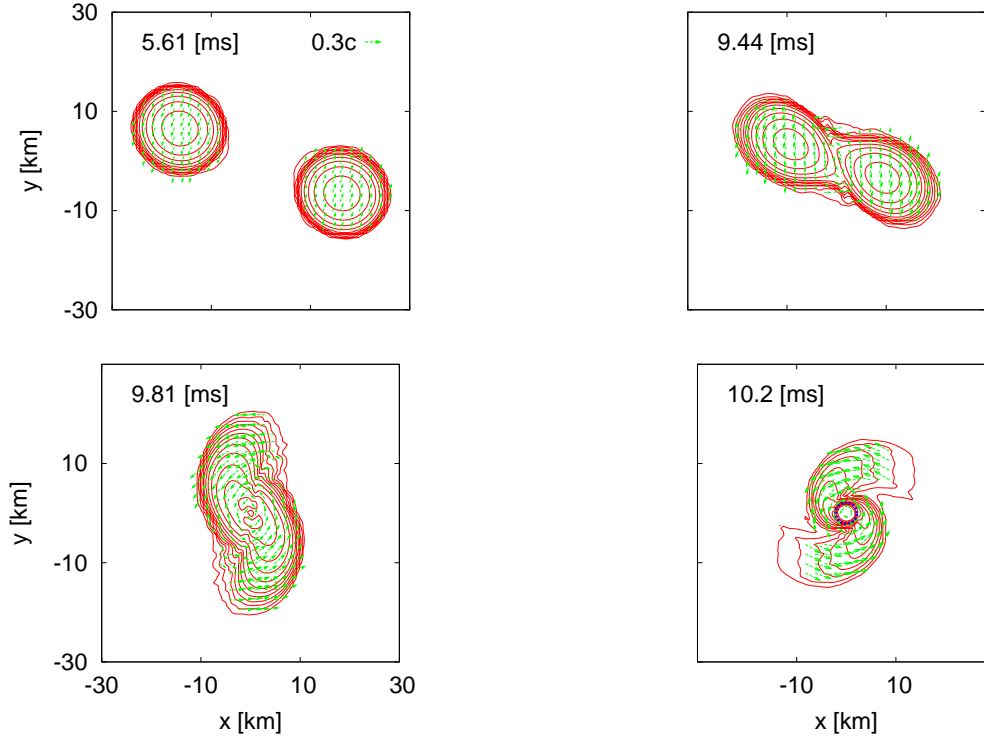 30
5.61 [ms] 0.3c
9.44 [ms]
10
y [km]
-10
-30
9.81 [ms]
10.2 [ms]
10
y [km]
-10
-30
-30 -10 10 30
-10 10
x [km]
x [km]